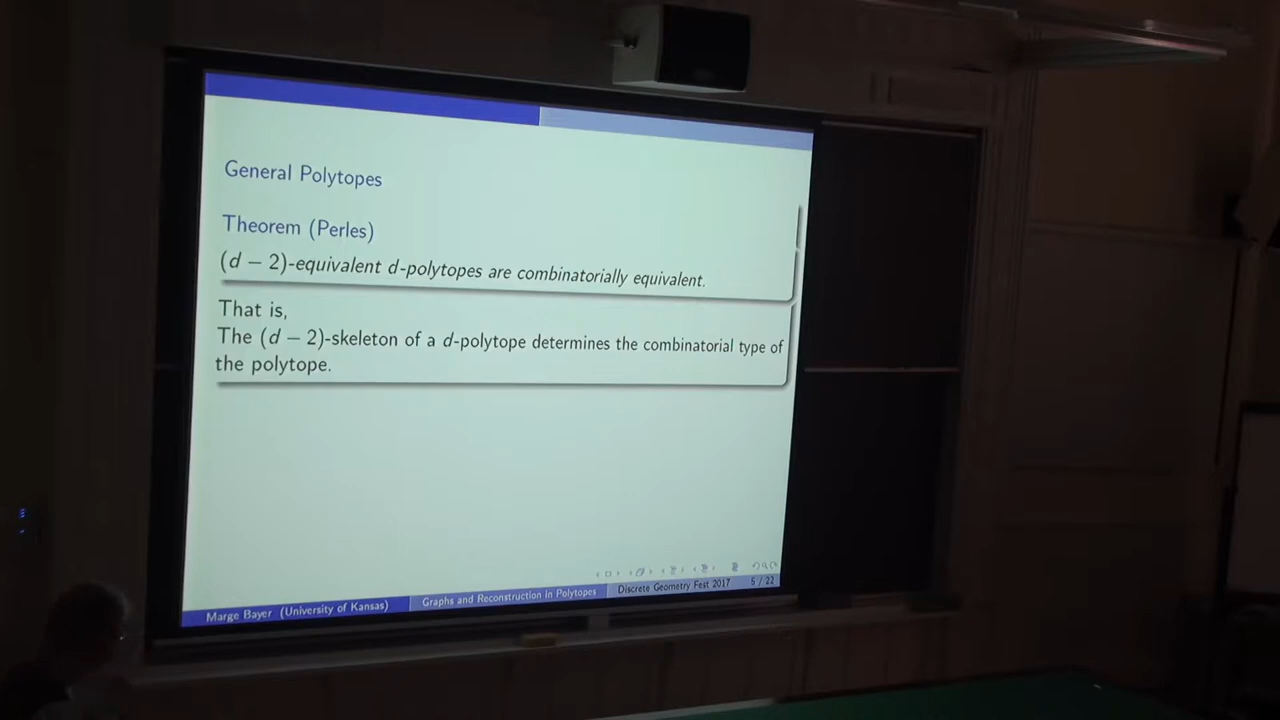 General Polytopes
Theorem (Perles)
(d − 2)-equivalent d-polytopes are combinatorially equivalent.
That is,
The (d − 2)-skeleton of a d-polytope determines the combinatorial type of
the polytope.
Marge Bayer (University of Kansas) Graphs and Reconstruction in Polytopes Discrete Geometry Fest 2017 5 / 22